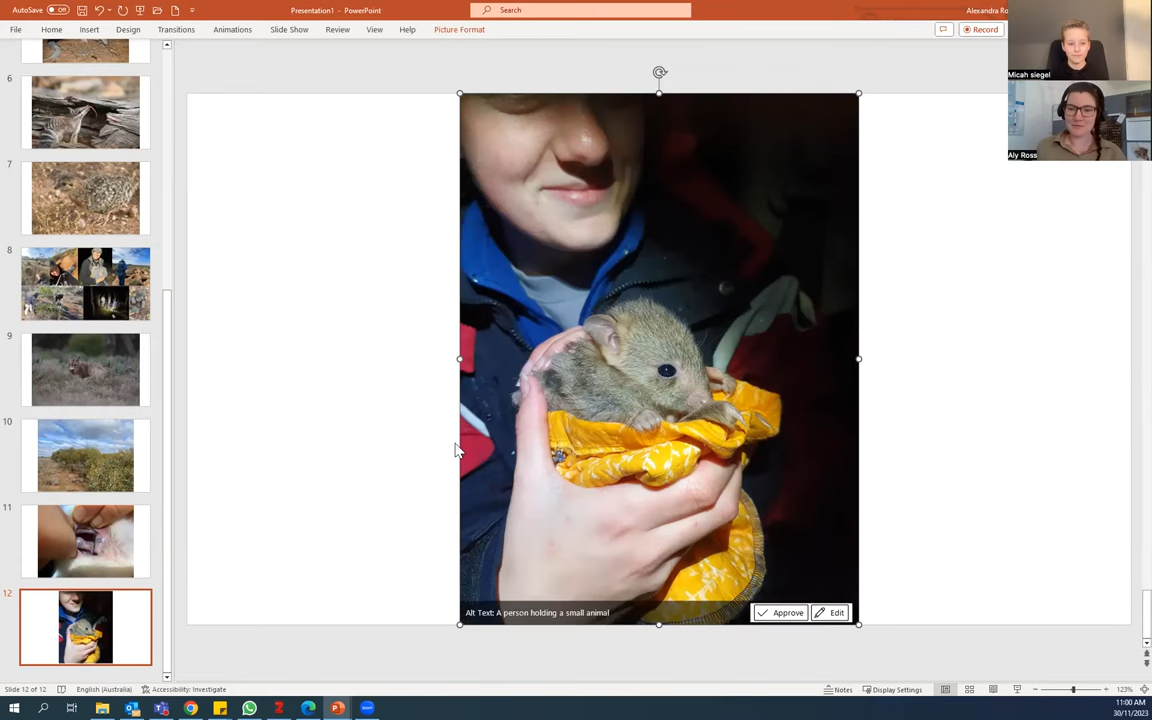 AutoSave Off
Presentation1 - PowerPoint
Search
Alexandra Ro
File Home Insert Draw Design Transitions Animations Slide Show Review View Help Picture Format
Record
Micah siegel
Aly Ross
6
7
8
9
10
11
12
Alt Text: A person holding a small animal
Approve
Edit
Slide 12 of 12
English (Australia)
Accessibility: Investigate
Notes
Display Settings
123%
11:00 AM
30/11/2023